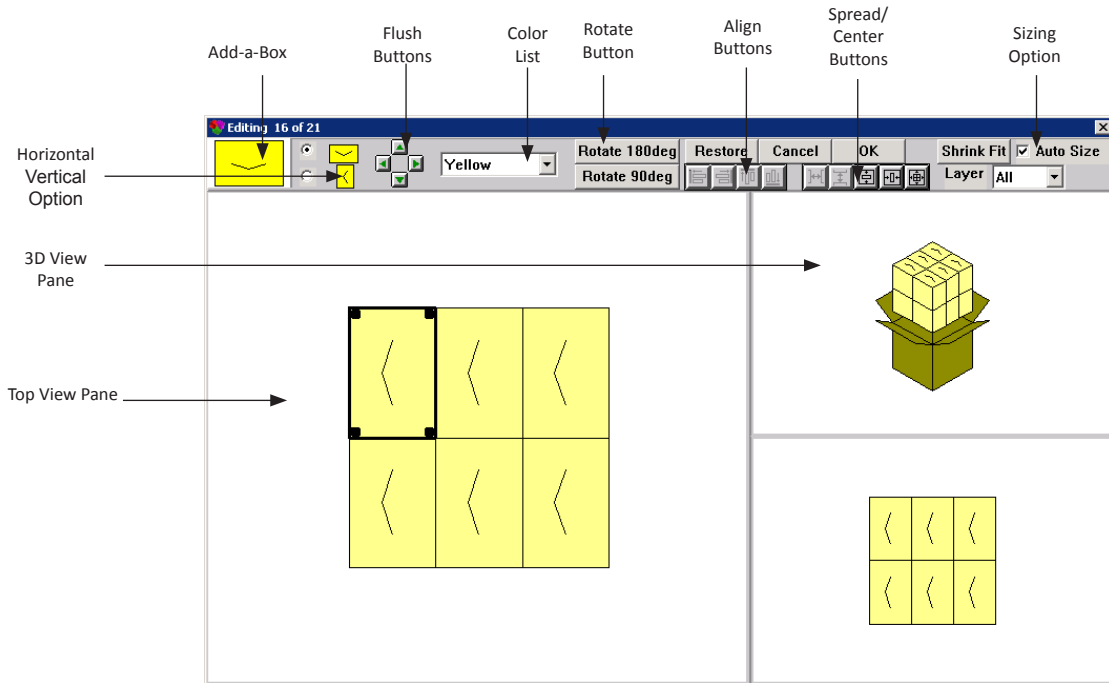 Spread/
Center
Buttons
Flush
Buttons
Color
List
Rotate
Button
Align
Buttons
Sizing
Option
Add-a-Box
Editing 16 of 21
Horizontal
Vertical
Option
Yellow
Rotate 180deg
Restore
Cancel
OK
Shrink Fit
Auto Size
Rotate 90deg
Layer
All
3D View
Pane
Top View Pane